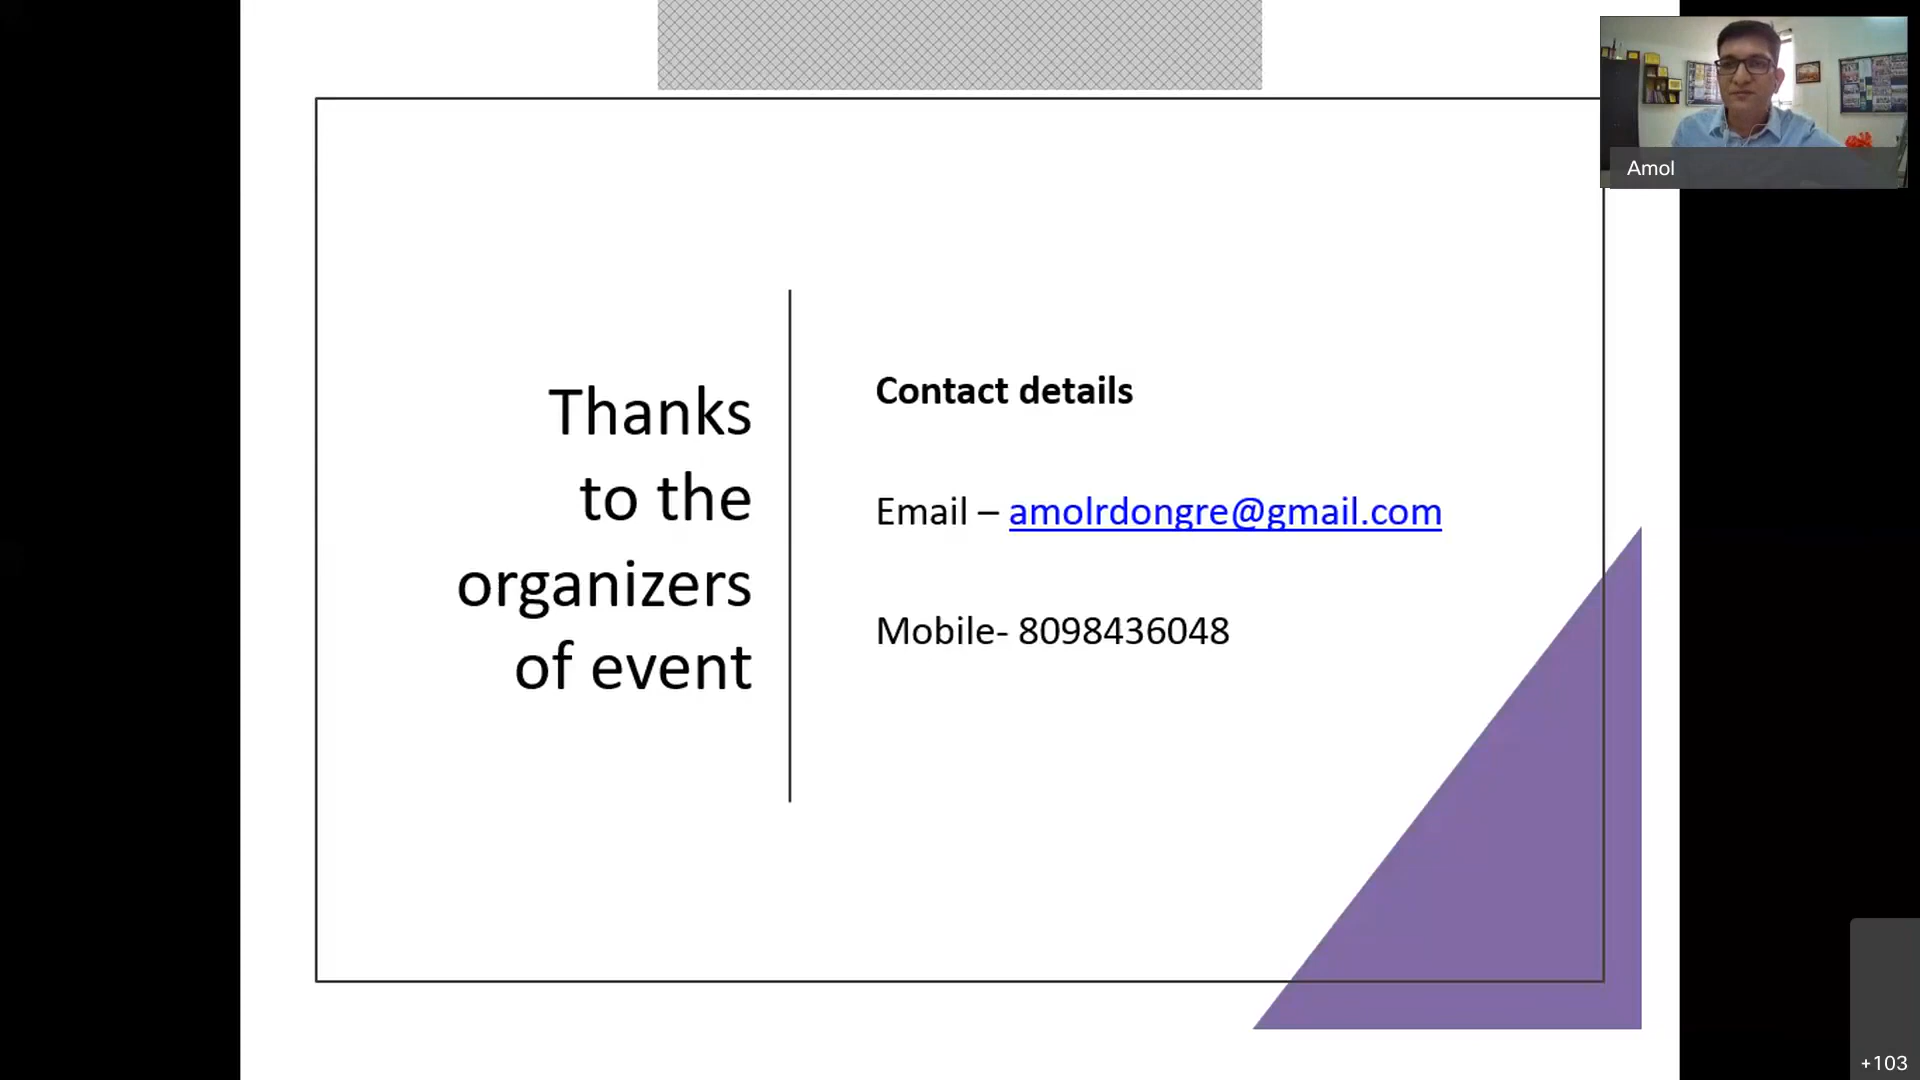 Thanks
to the
organizers
of event
Contact details
Email – amolrdongre@gmail.com
Mobile- 8098436048
Amol
+103